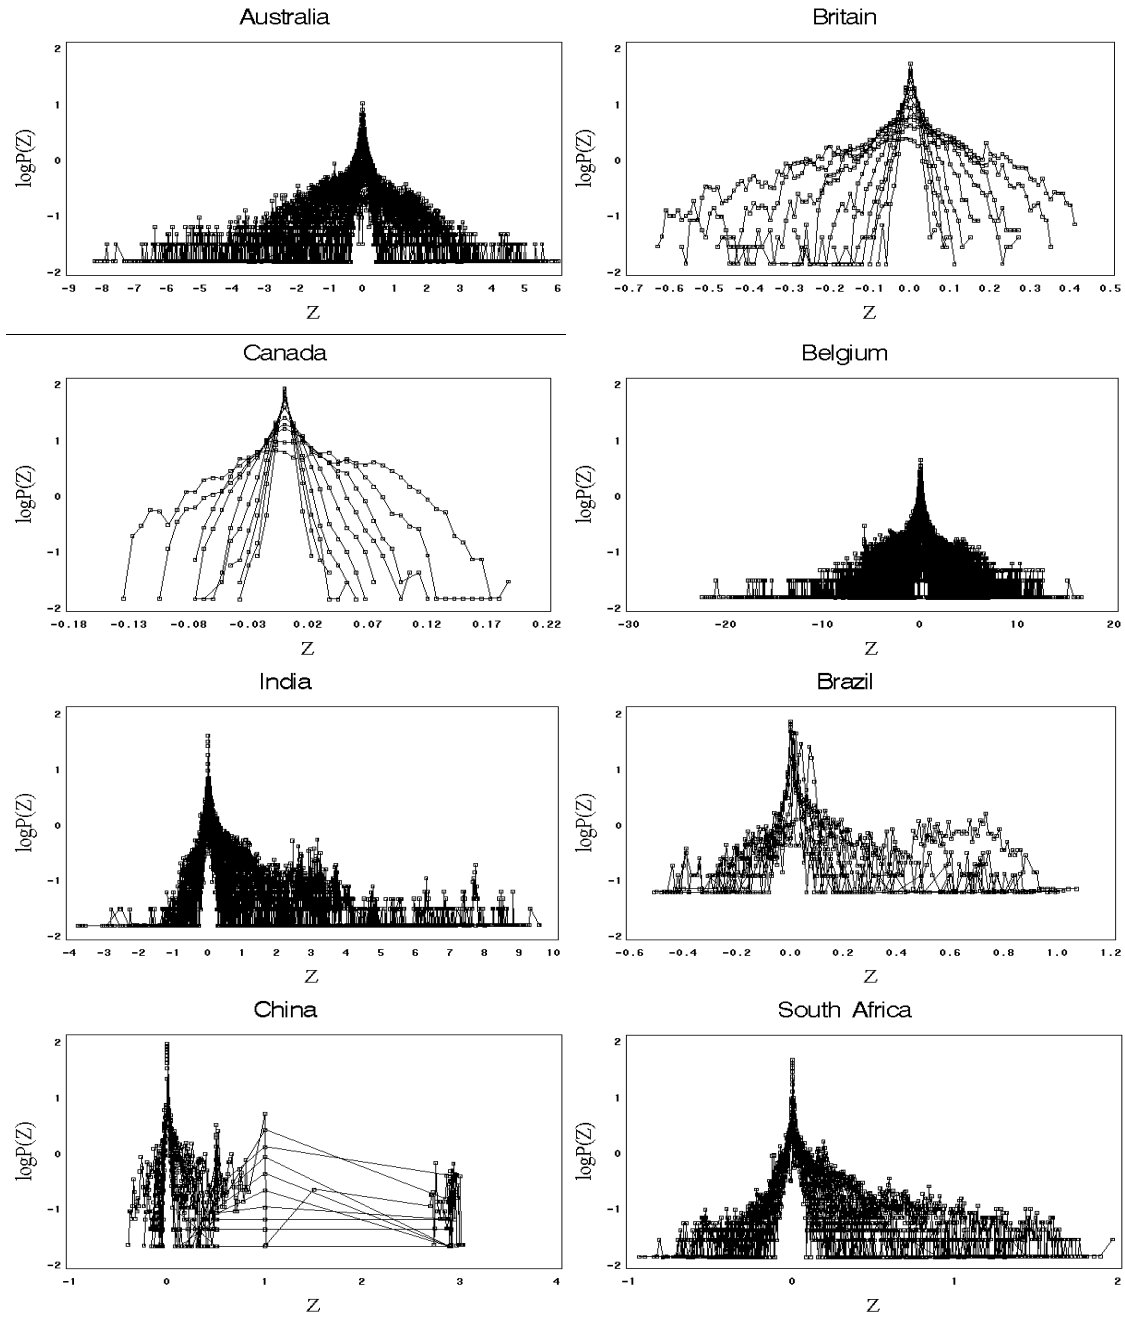 Australia
2
1
0
-1
-2
logP(Z)
-9 -8 -7 -6 -5 -4 -3 -2 -1 0 1 2 3 4 5 6
Z
Britain
2
1
0
-1
-2
logP(Z)
-0.7 -0.6 -0.5 -0.4 -0.3 -0.2 -0.1 0.0 0.1 0.2 0.3 0.4 0.5
Z
Canada
2
1
0
-1
-2
logP(Z)
-0.18 -0.13 -0.08 -0.03 0.02 0.07 0.12 0.17 0.22
Z
Belgium
2
1
0
-1
-2
logP(Z)
-30 -20 -10 0 10 20
Z
India
2
1
0
-1
-2
logP(Z)
-4 -3 -2 -1 0 1 2 3 4 5 6 7 8 9 10
Z
Brazil
2
1
0
-1
-2
logP(Z)
-0.6 -0.4 -0.2 0.0 0.2 0.4 0.6 0.8 1.0 1.2
Z
China
2
1
0
-1
-2
logP(Z)
-1 0 1 2 3 4
Z
South Africa
2
1
0
-1
-2
logP(Z)
-1 0 1 2
Z